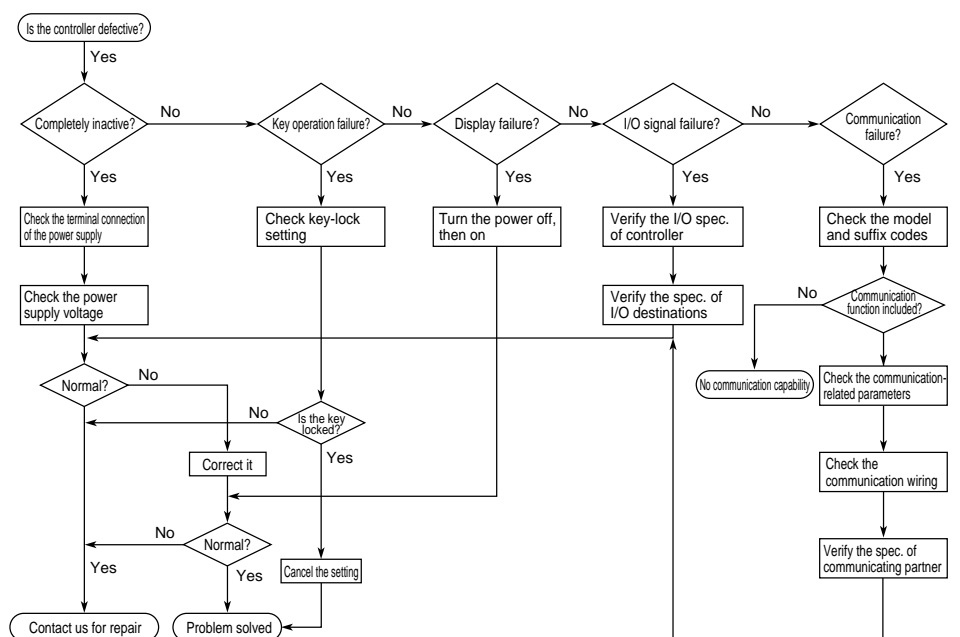 Is the controller defective?
Yes
Completely inactive?
No
Key operation failure?
No
Display failure?
No
I/O signal failure?
No
Communication
failure?
Yes
Yes
Yes
Yes
Yes
Check the terminal connection
of the power supply
Check key-lock
setting
Turn the power off,
then on
Verify the I/O spec.
of controller
Check the model
and suffix codes
Check the power
supply voltage
Verify the spec. of
I/O destinations
No
Communication
function included?
Normal?
No
No communication capability
Check the communication-
related parameters
No
Is the key
locked?
Yes
Correct it
Check the
communication wiring
No
Normal?
Yes
Yes
Cancel the setting
Verify the spec. of
communicating partner
Contact us for repair
Problem solved